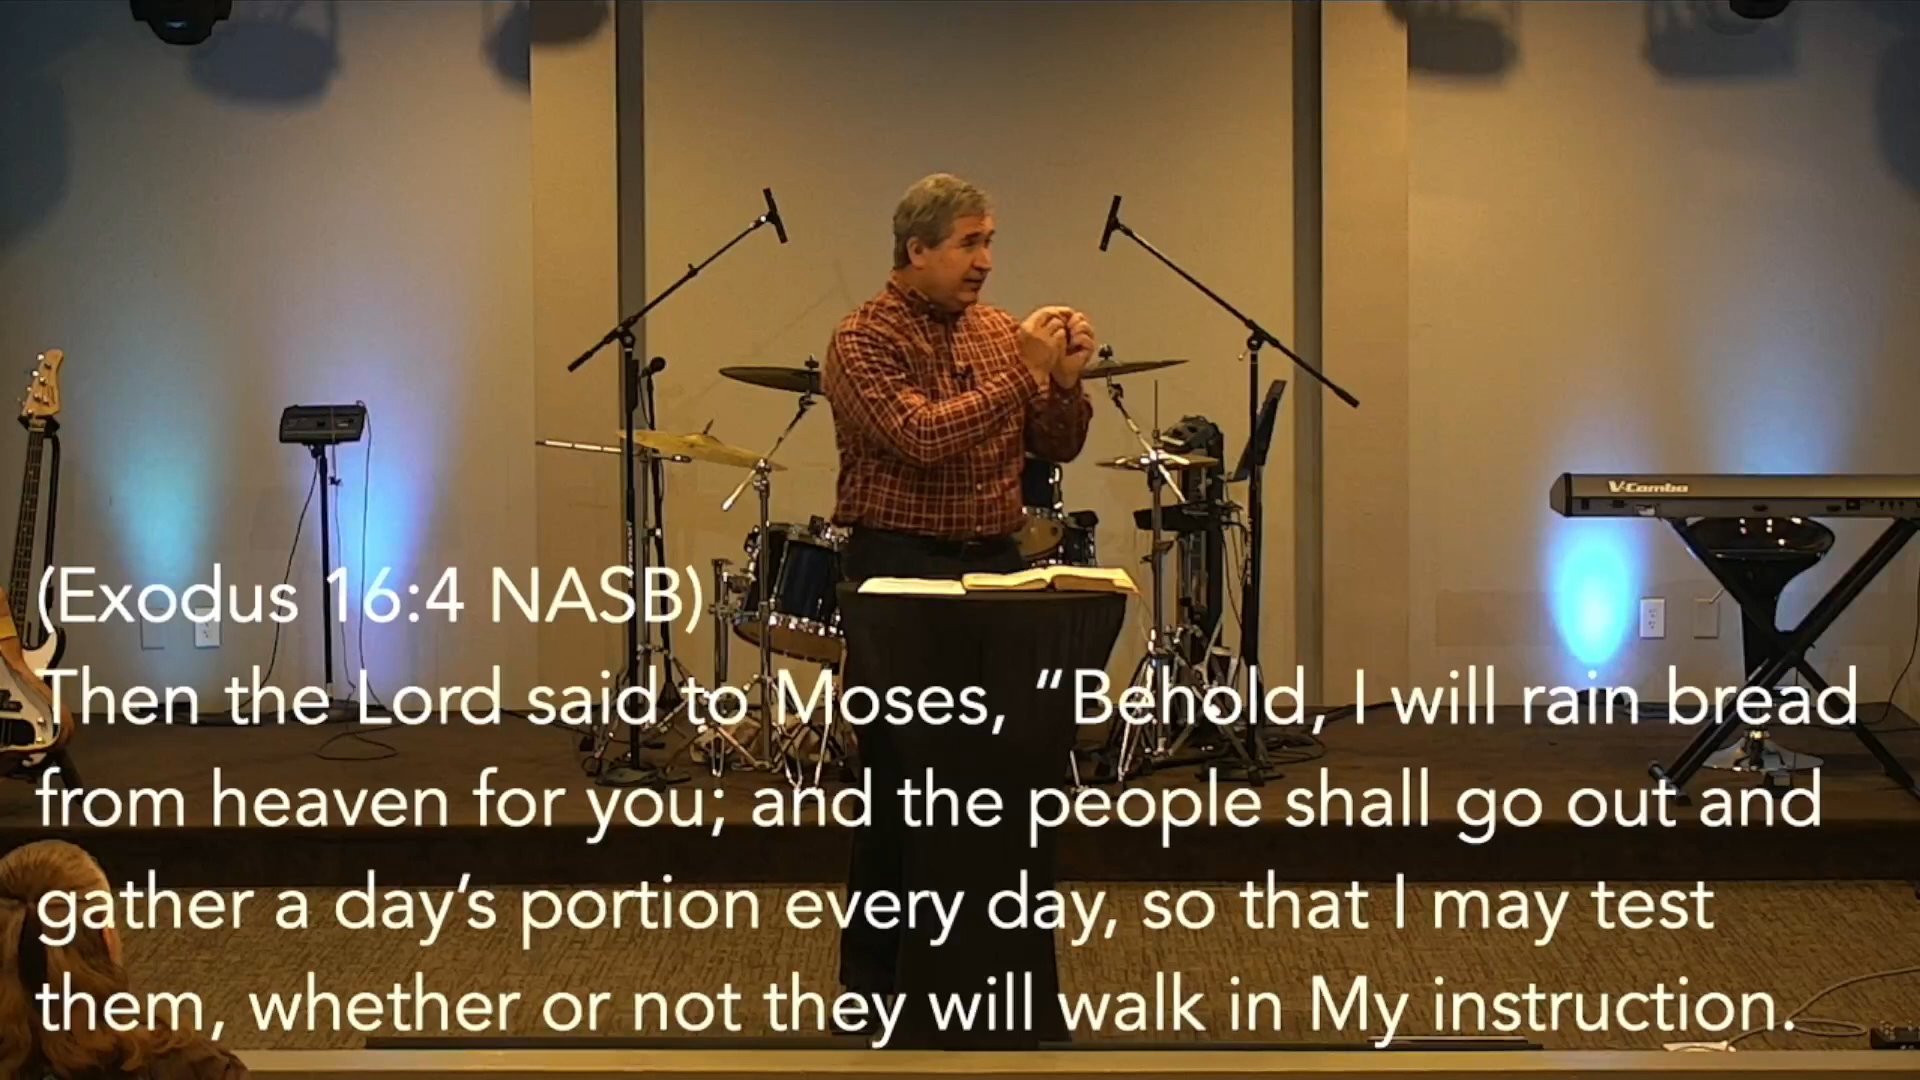 V-Combo
(Exodus 16:4 NASB)
Then the Lord said to Moses, “Behold, I will rain bread
from heaven for you; and the people shall go out and
gather a day’s portion every day, so that I may test
them, whether or not they will walk in My instruction.